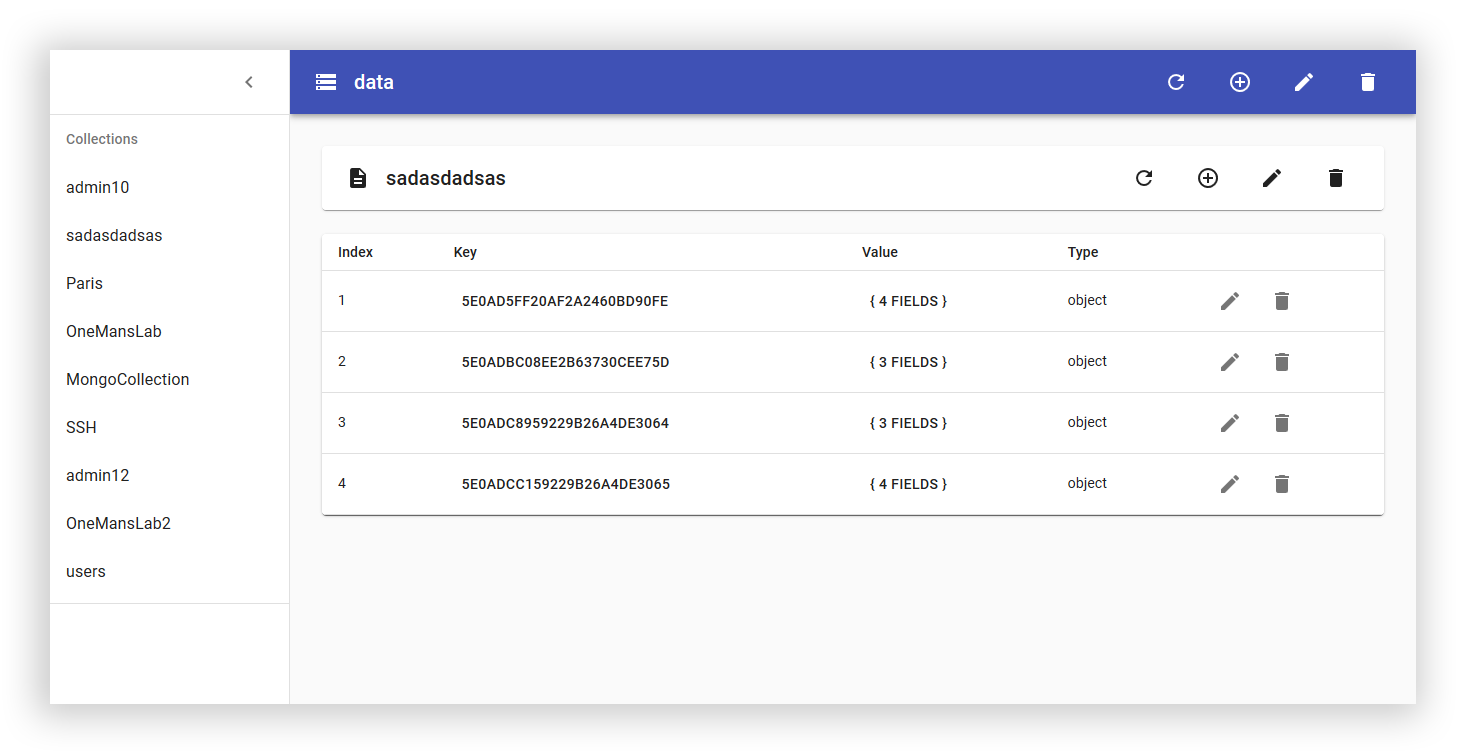 data
Collections
admin10
sadasdadsas
Paris
OneMansLab
MongoCollection
SSH
admin12
OneMansLab2
users
sadasdadsas
Index Key Value Type
1 5E0AD5FF20AF2A2460BD90FE { 4 FIELDS } object
2 5E0ADBC08EE2B63730CEE75D { 3 FIELDS } object
3 5E0ADC8959229B26A4DE3064 { 3 FIELDS } object
4 5E0ADCC159229B26A4DE3065 { 4 FIELDS } object